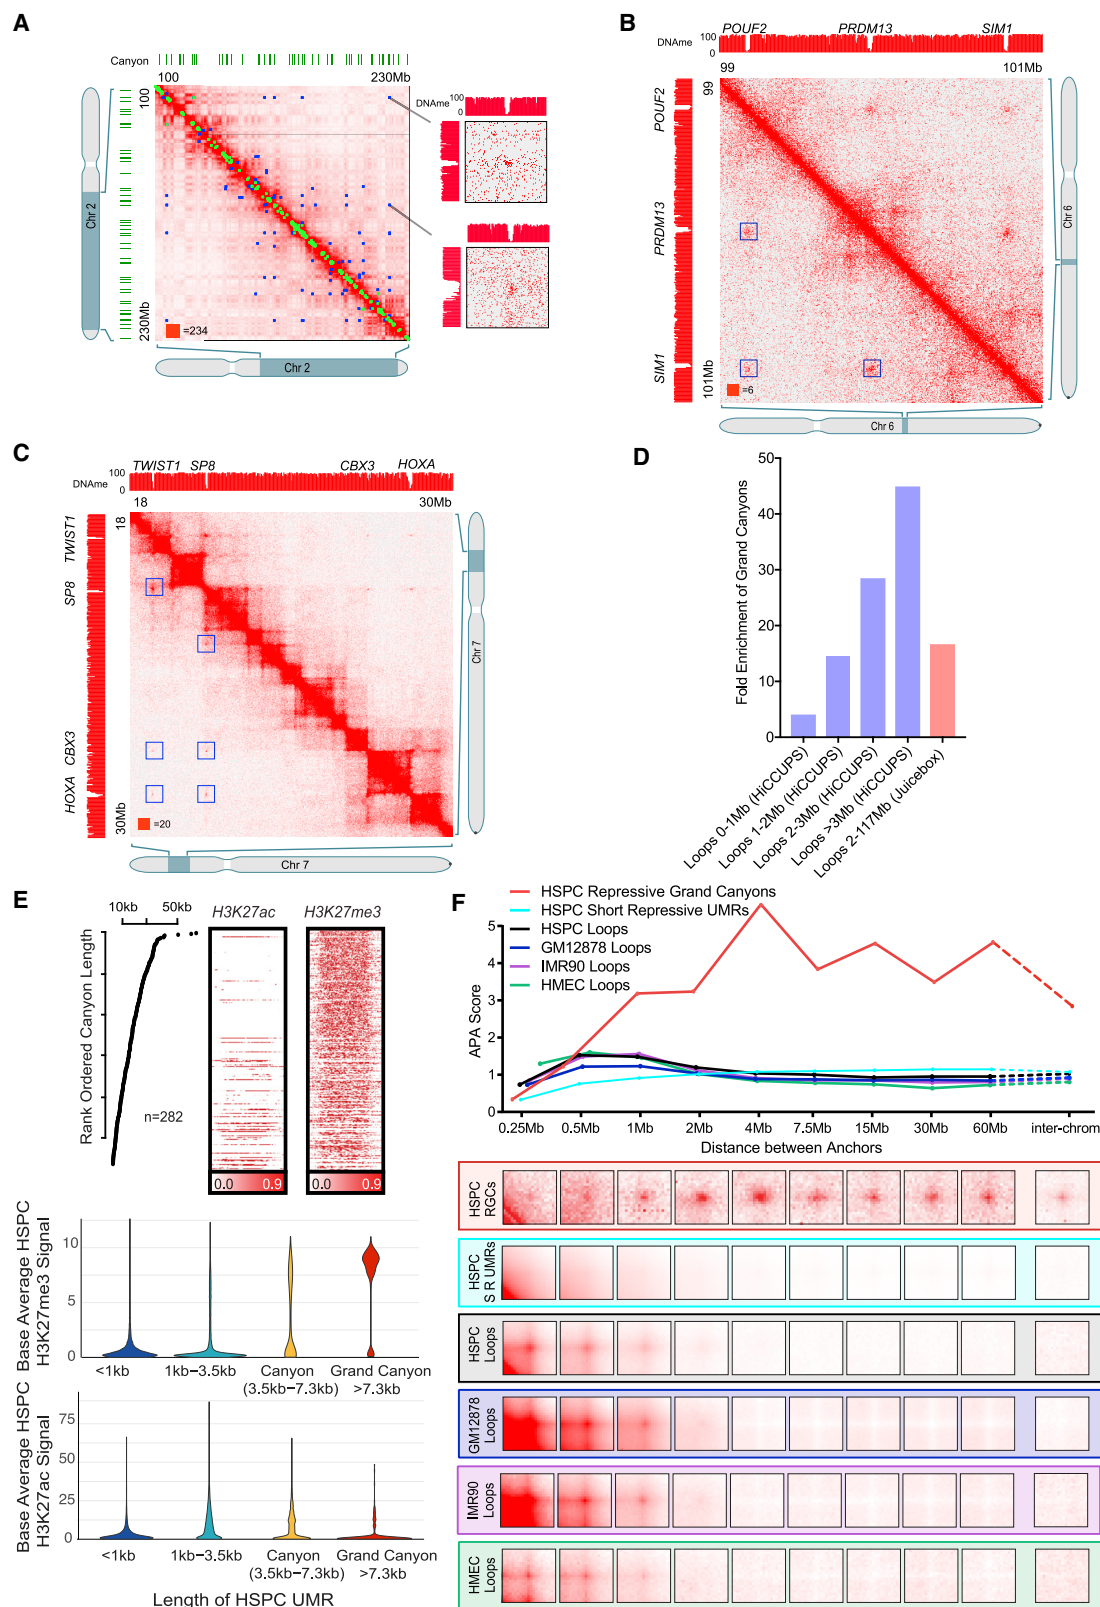 A
Canyon
100
230Mb
100
230Mb
=234
Chr 2
Chr 2
DNAme
100
0
B
POUF2
PRDM13
SIM1
DNAme
100
0
99
101Mb
99
101Mb
POUF2
PRDM13
SIM1
=6
Chr 6
Chr 6
C
TWIST1
SP8
CBX3
HOXA
DNAme
100
0
18
30Mb
18
30Mb
TWIST1
SP8
CBX3
HOXA
=20
Chr 7
Chr 7
D
Fold Enrichment of Grand Canyons
50
40
30
20
10
0
Loops 0-1Mb (HiCCUPS)
Loops 1-2Mb (HiCCUPS)
Loops 2-3Mb (HiCCUPS)
Loops >3Mb (HiCCUPS)
Loops 2-117Mb (Juicebox)
E
10kb
50kb
H3K27ac
H3K27me3
Rank Ordered Canyon Length
n=282
0.0
0.9
0.0
0.9
Base Average HSPC
H3K27me3 Signal
10
5
0
<1kb
1kb−3.5kb
Canyon
(3.5kb−7.3kb)
Grand Canyon
>7.3kb
Base Average HSPC
H3K27ac Signal
75
50
25
0
<1kb
1kb−3.5kb
Canyon
(3.5kb−7.3kb)
Grand Canyon
>7.3kb
Length of HSPC UMR
F
HSPC Repressive Grand Canyons
HSPC Short Repressive UMRs
HSPC Loops
GM12878 Loops
IMR90 Loops
HMEC Loops
APA Score
5
4
3
2
1
0
0.25Mb
0.5Mb
1Mb
2Mb
4Mb
7.5Mb
15Mb
30Mb
60Mb
inter-chrom
Distance between Anchors
HSPC
RGCs
HSPC
S R UMRs
HSPC
Loops
GM12878
Loops
IMR90
Loops
HMEC
Loops